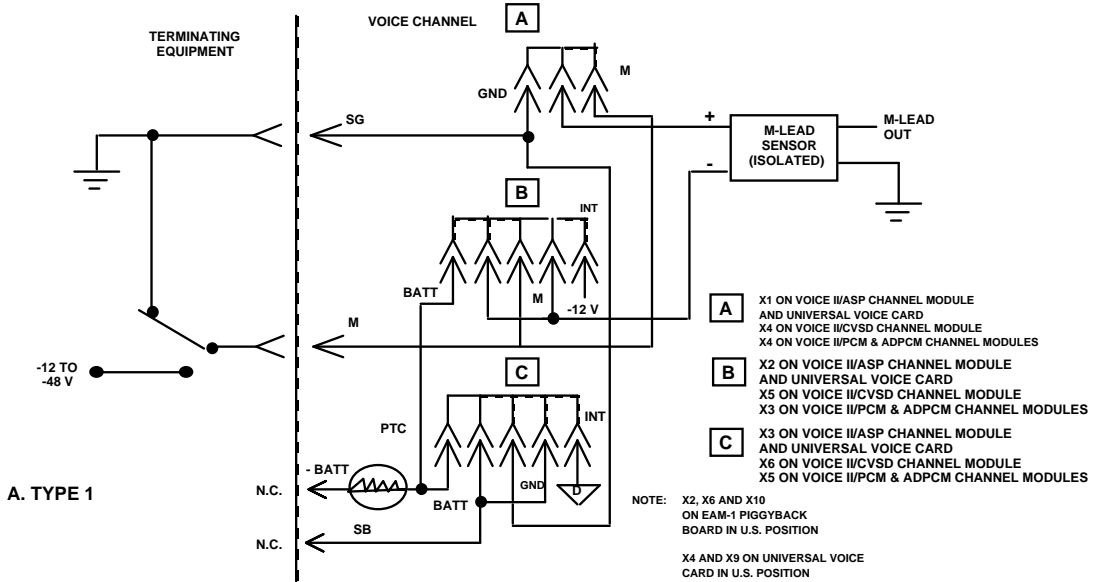 VOICE CHANNEL
A
TERMINATING
EQUIPMENT
M
GND
SG
+
-
M-LEAD
SENSOR
(ISOLATED)
M-LEAD
OUT
B
INT
BATT
M
-12 V
M
-12 TO
-48 V
C
INT
PTC
- BATT
N.C.
BATT
GND
D
SB
N.C.
A. TYPE 1
A
X1 ON VOICE II/ASP CHANNEL MODULE
AND UNIVERSAL VOICE CARD
X4 ON VOICE II/CVSD CHANNEL MODULE
X4 ON VOICE II/PCM & ADPCM CHANNEL MODULES
B
X2 ON VOICE II/ASP CHANNEL MODULE
AND UNIVERSAL VOICE CARD
X5 ON VOICE II/CVSD CHANNEL MODULE
X3 ON VOICE II/PCM & ADPCM CHANNEL MODULES
C
X3 ON VOICE II/ASP CHANNEL MODULE
AND UNIVERSAL VOICE CARD
X6 ON VOICE II/CVSD CHANNEL MODULE
X5 ON VOICE II/PCM & ADPCM CHANNEL MODULES
NOTE: X2, X6 AND X10
ON EAM-1 PIGGYBACK
BOARD IN U.S. POSITION
X4 AND X9 ON UNIVERSAL VOICE
CARD IN U.S. POSITION